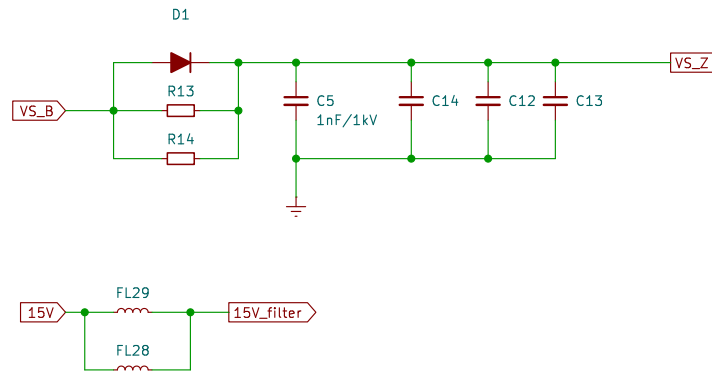 D1
VS_Z
R13
VS_B
C5
C14
C12
C13
1nF/1kV
R14
FL29
15V
15V_filter
FL28